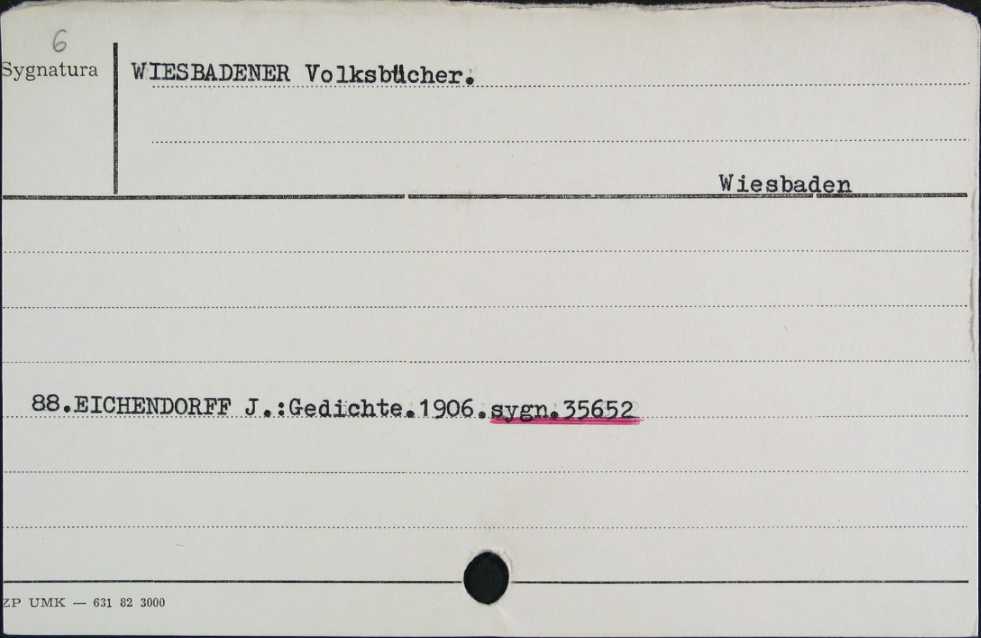 6
Sygnatura
WIESBADENER Volksbücher.
Wiesbaden
88.EICHENDORFF J.:Gedichte.1906.sygn.35652
ZP UMK — 631 82 3000